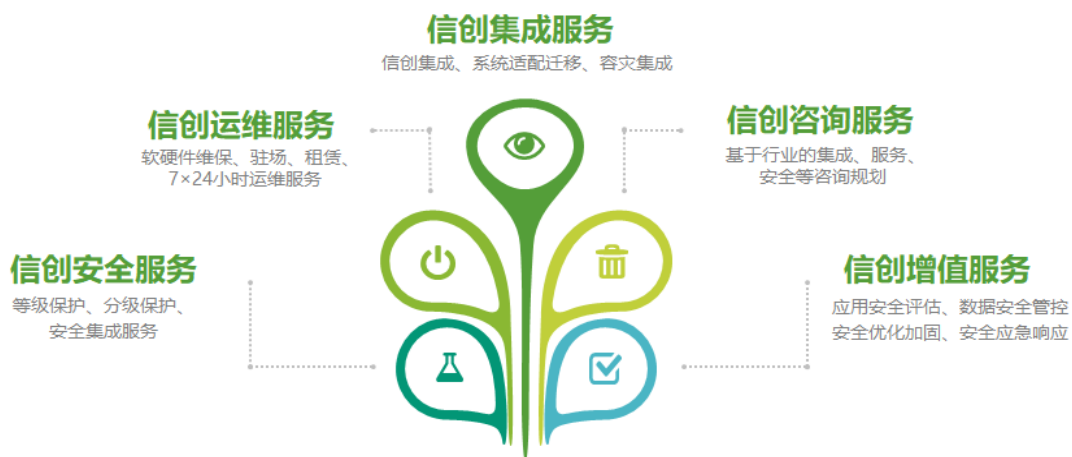 信创集成服务
信创集成、系统适配迁移、容灾集成
信创运维服务
软硬件维保、驻场、租赁、
7×24小时运维服务
信创咨询服务
基于行业的集成、服务、
安全等咨询规划
信创安全服务
等级保护、分级保护、
安全集成服务
信创增值服务
应用安全评估、数据安全管控
安全优化加固、安全应急响应